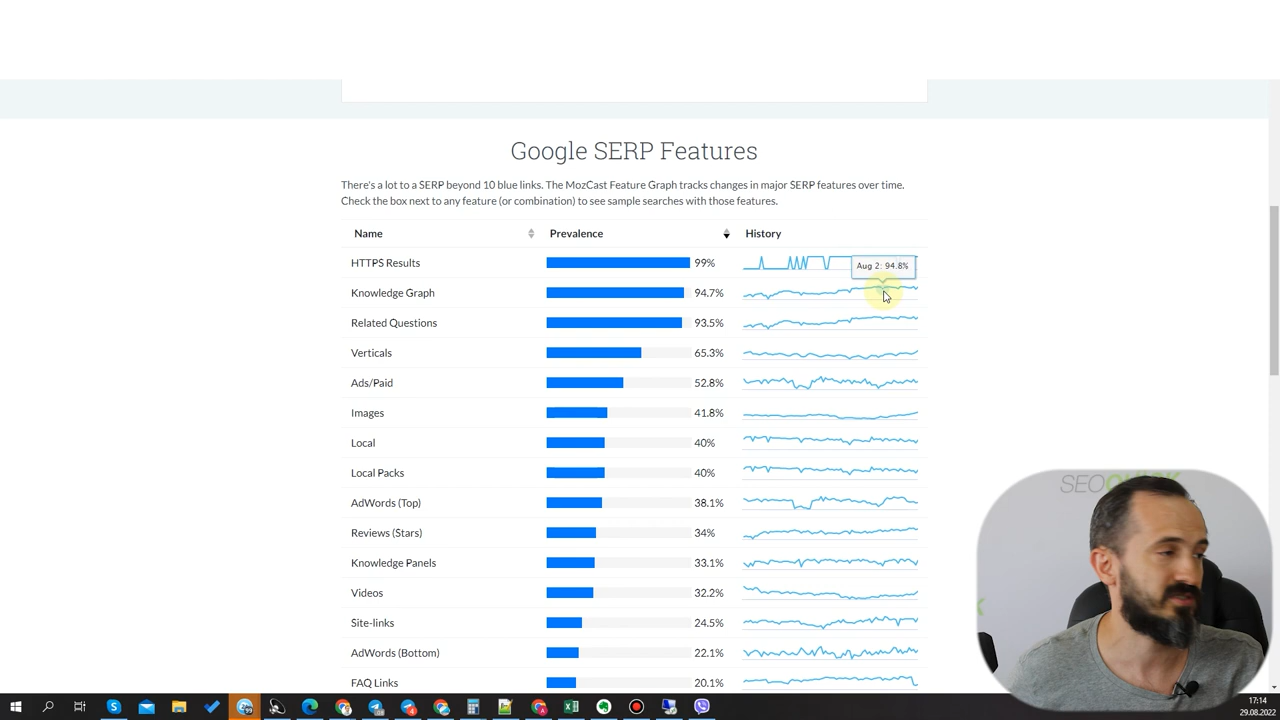 Google SERP Features
There's a lot to a SERP beyond 10 blue links. The MozCast Feature Graph tracks changes in major SERP features over time.
Check the box next to any feature (or combination) to see sample searches with those features.
Name Prevalence History
HTTPS Results 99%
Aug 2: 94.8%
Knowledge Graph 94.7%
Related Questions 93.5%
Verticals 65.3%
Ads/Paid 52.8%
Images 41.8%
Local 40%
Local Packs 40%
AdWords (Top) 38.1%
Reviews (Stars) 34%
Knowledge Panels 33.1%
Videos 32.2%
Site-links 24.5%
AdWords (Bottom) 22.1%
FAQ Links 20.1%
17:14
29.08.2022